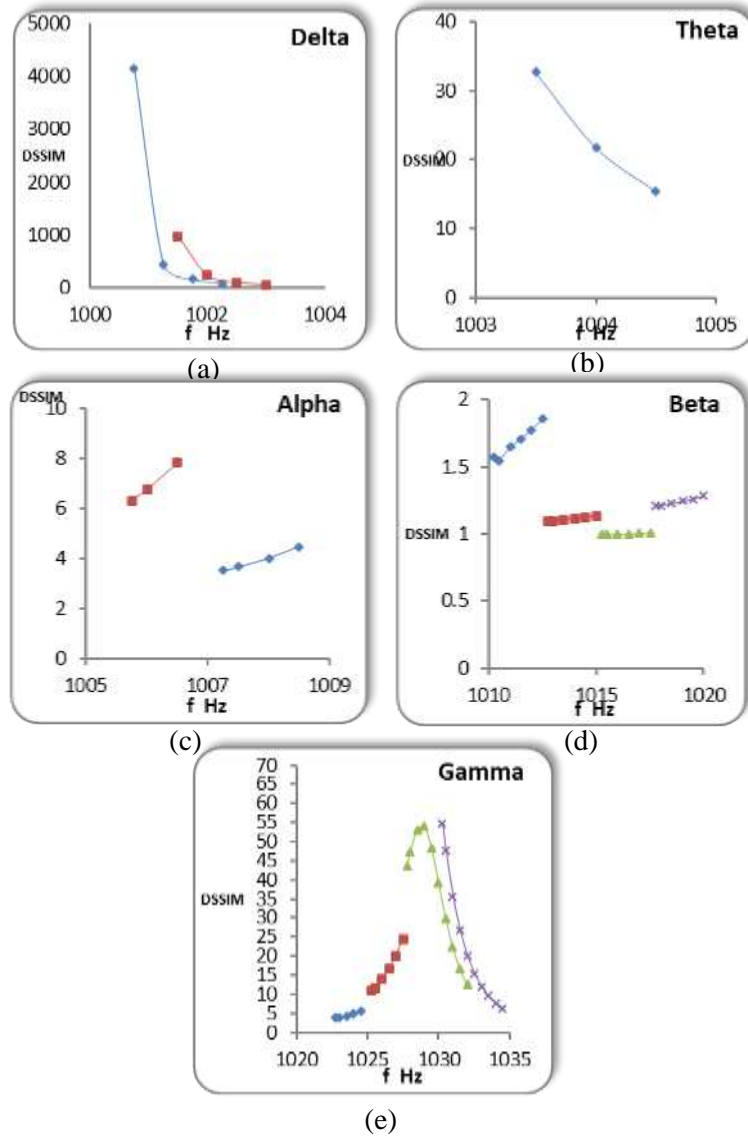 Delta
5000
4000
3000
DSSIM
2000
1000
0
1000 1002 1004
f Hz
(a)
Theta
40
30
DSSIM
20
10
0
1003 1004 1005
f Hz
(b)
Alpha
DSSIM
10
8
6
4
2
0
1005 1007 1009
f Hz
(c)
Beta
2
1.5
DSSIM
1
0.5
0
1010 1015 1020
f Hz
(d)
Gamma
70
65
60
55
50
45
40
35
DSSIM
30
25
20
15
10
5
0
1020 1025 1030 1035
f Hz
(e)